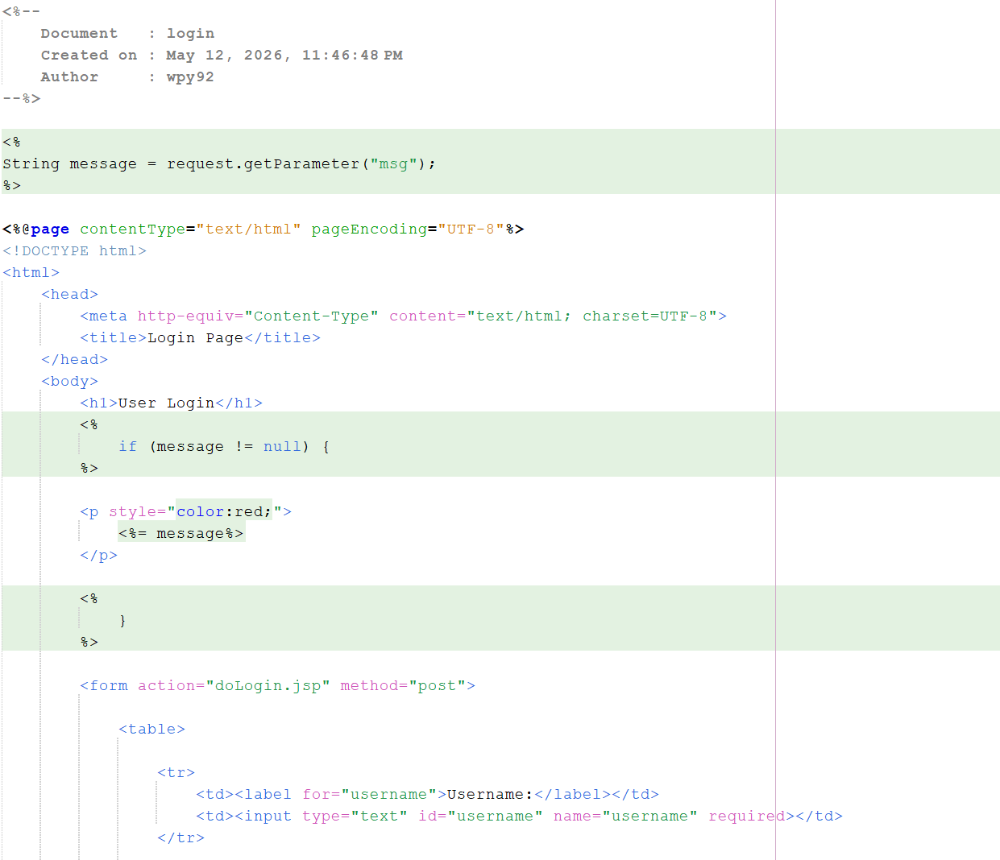 <%--
    Document   : login
    Created on : May 12, 2026, 11:46:48 PM
    Author     : wpy92
--%>

<%
String message = request.getParameter("msg");
%>

<%@page contentType="text/html" pageEncoding="UTF-8"%>
<!DOCTYPE html>
<html>
    <head>
        <meta http-equiv="Content-Type" content="text/html; charset=UTF-8">
        <title>Login Page</title>
    </head>
    <body>
        <h1>User Login</h1>
        <%
            if (message != null) {
        %>

        <p style="color:red;">
            <%= message%>
        </p>

        <%
            }
        %>

        <form action="doLogin.jsp" method="post">

            <table>

                <tr>
                    <td><label for="username">Username:</label></td>
                    <td><input type="text" id="username" name="username" required></td>
                </tr>